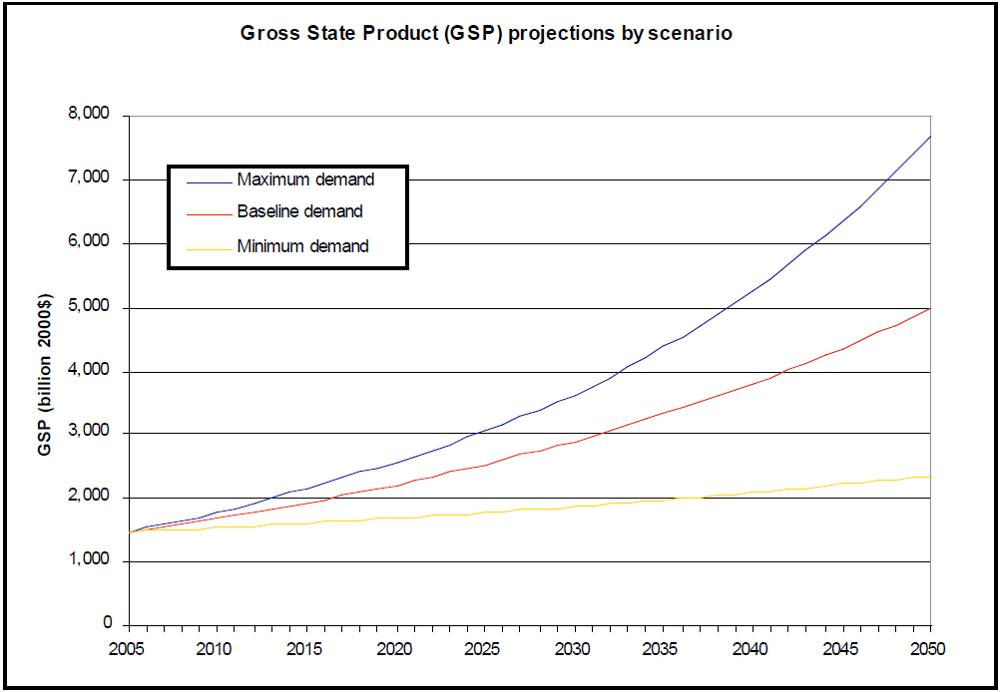 Gross State Product (GSP) projections by scenario
8,000
7,000
6,000
5,000
4,000
3,000
2,000
1,000
0
GSP (billion 2000$)
Maximum demand
Baseline demand
Minimum demand
2005 2010 2015 2020 2025 2030 2035 2040 2045 2050